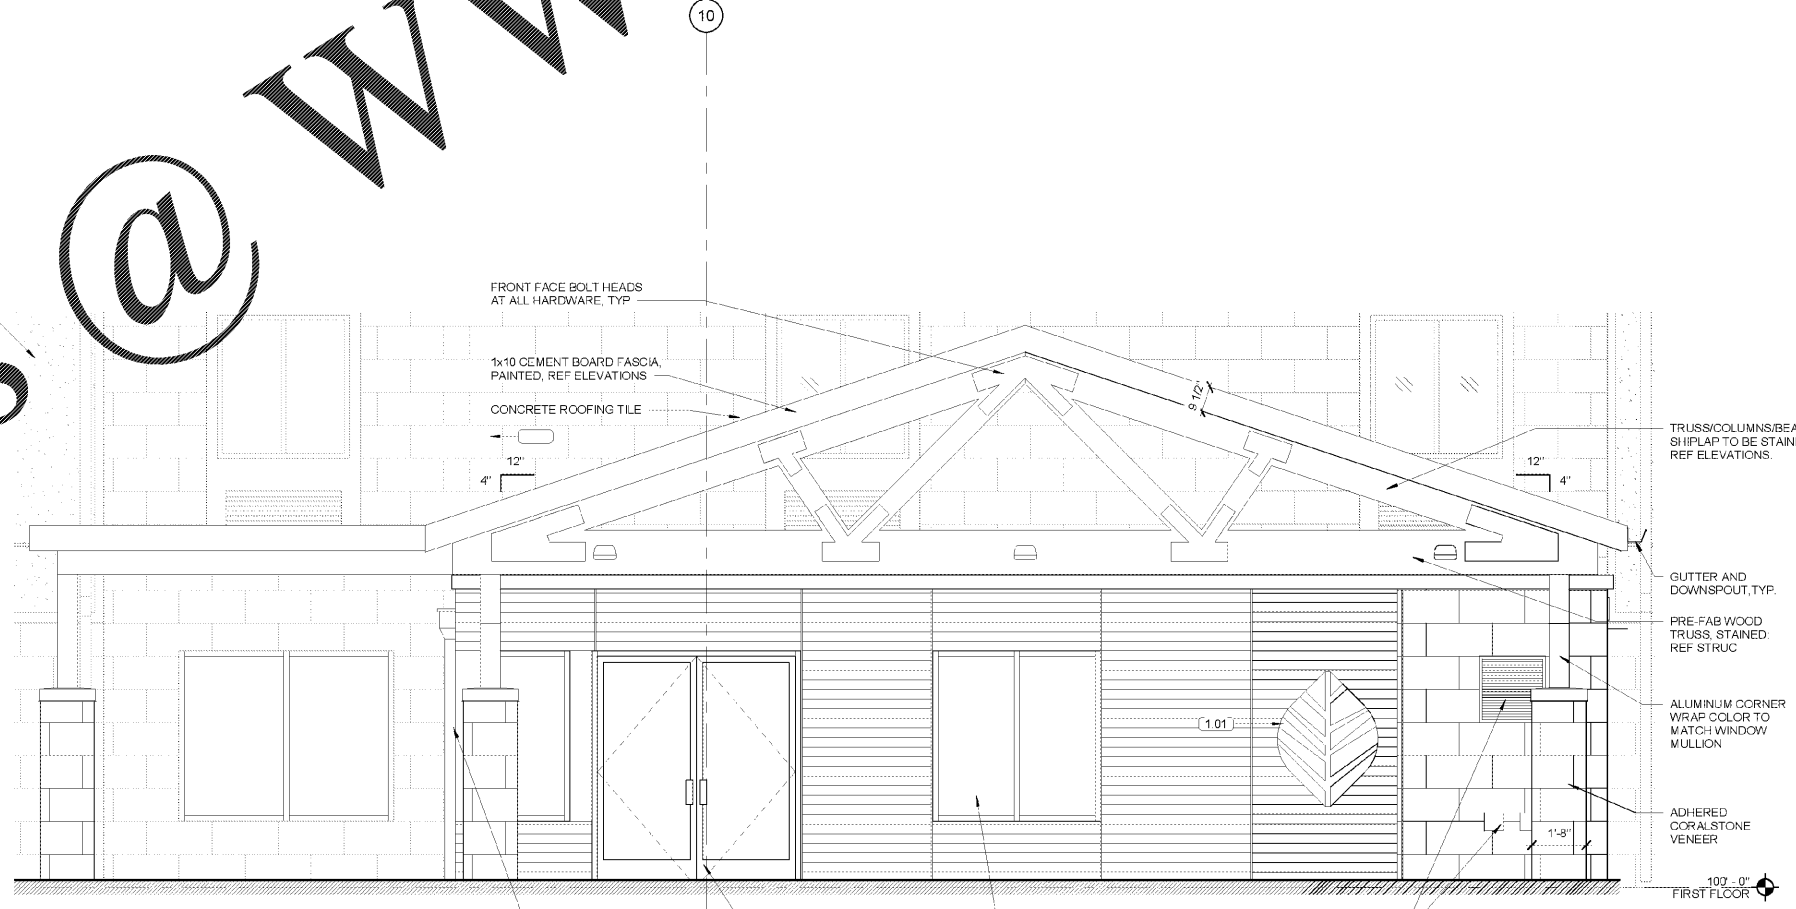 10
@ WW
S
FRONT FACE BOLT HEADS
AT ALL HARDWARE, TYP
1x10 CEMENT BOARD FASCIA,
PAINTED, REF ELEVATIONS
CONCRETE ROOFING TILE
9 1/2"
12"
4"
12"
4"
TRUSS/COLUMNS/BEA
SHIPLAP TO BE STAIN
REF ELEVATIONS.
GUTTER AND
DOWNSPOUT, TYP.
PRE-FAB WOOD
TRUSS, STAINED:
REF STRUC
ALUMINUM CORNER
WRAP COLOR TO
MATCH WINDOW
MULLION
1.01
ADHERED
CORALSTONE
VENEER
1'-8"
100' - 0"
FIRST FLOOR